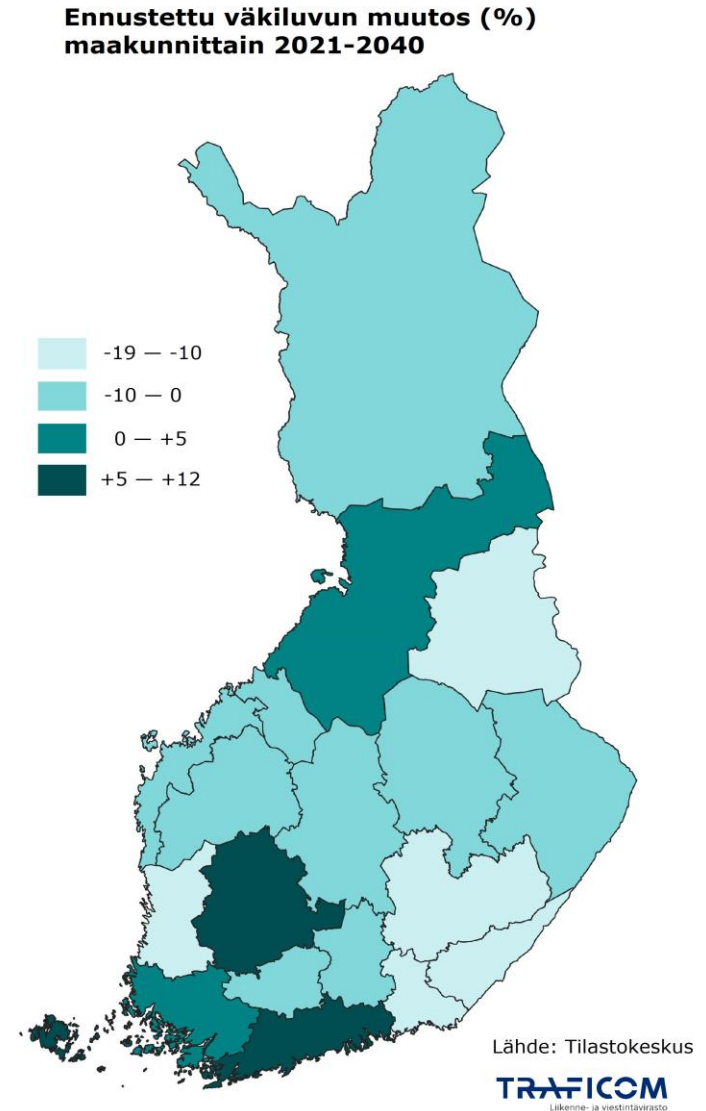 Ennustettu väkiluvun muutos (%)
maakunnittain 2021-2040
-19 — -10
-10 — 0
0 — +5
+5 — +12
Lähde: Tilastokeskus
TRAFICOM
Liikenne- ja viestintävirasto